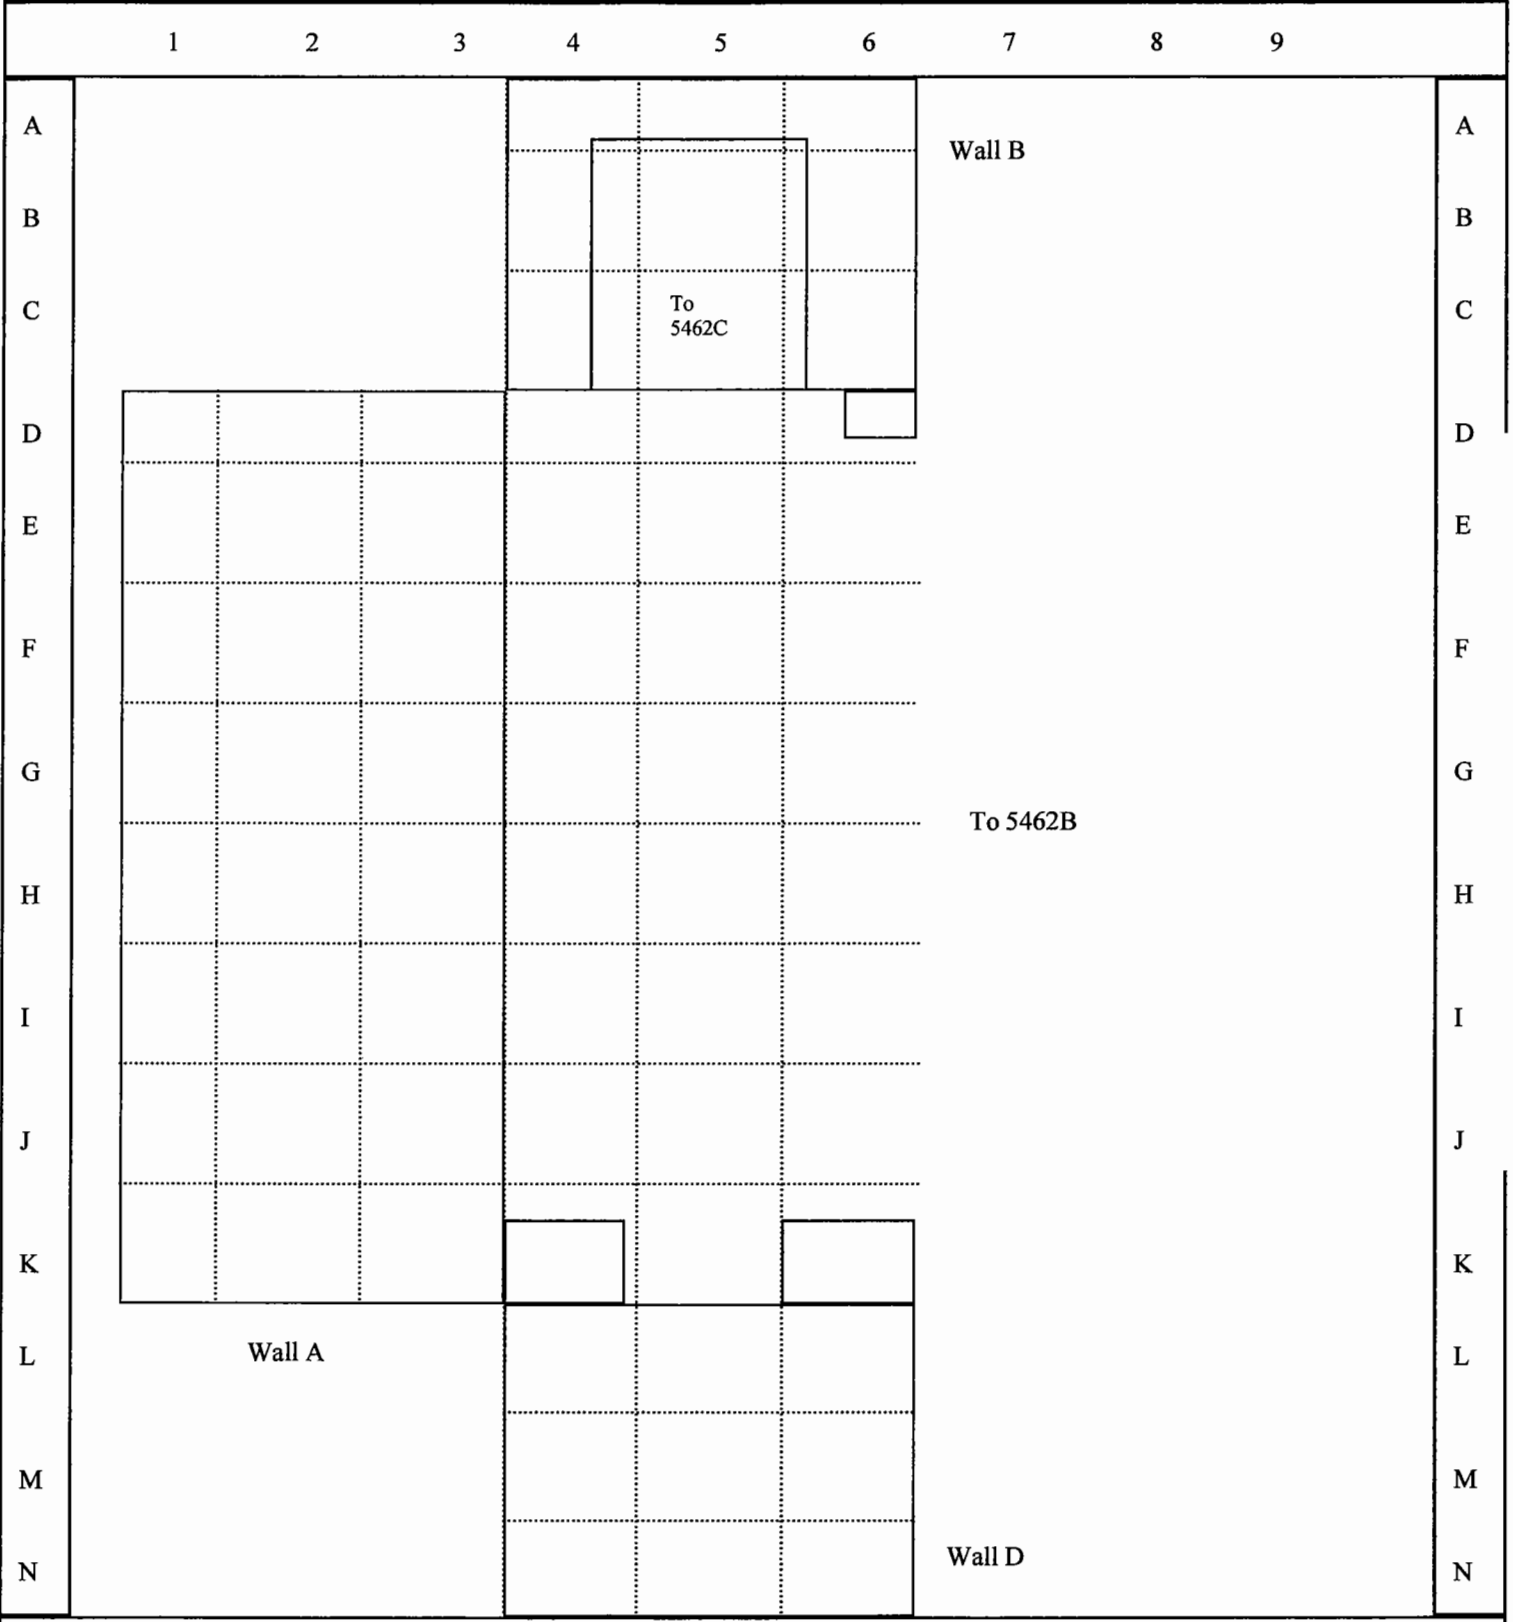 1 2 3 4 5 6 7 8 9
A A
Wall B
B B
C C
To
5462C
D D
E E
F F
G G
To 5462B
H H
I I
J J
K K
L Wall A L
M M
Wall D
N N